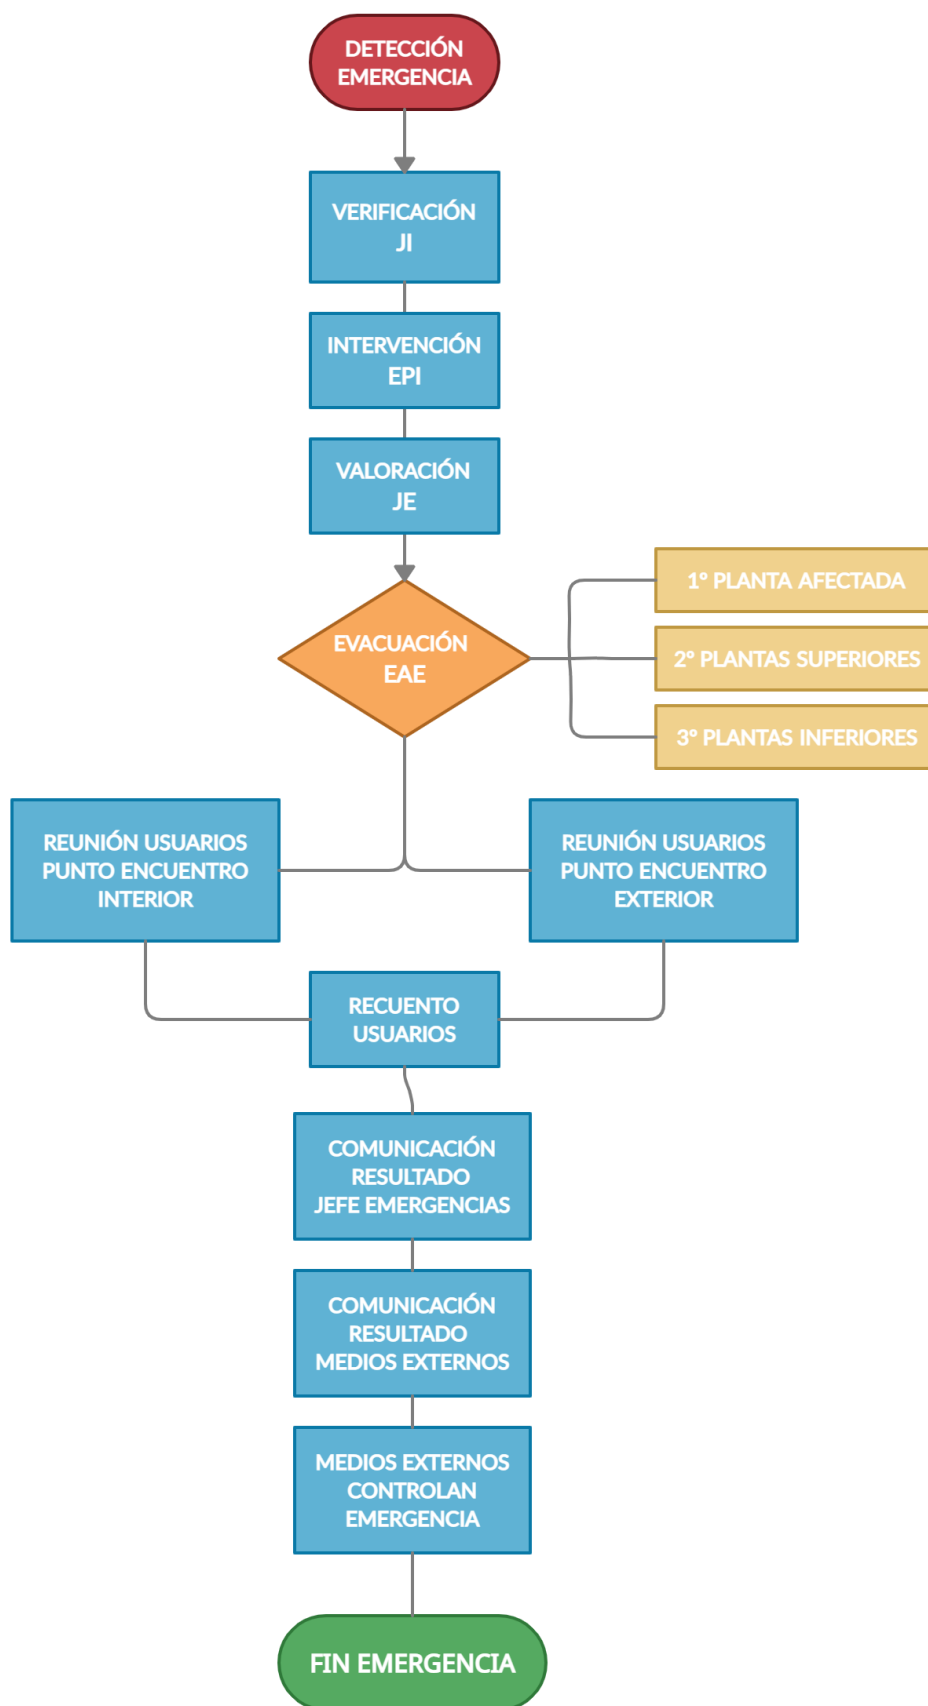 DETECCIÓN
EMERGENCIA
VERIFICACIÓN
JI
INTERVENCIÓN
EPI
VALORACIÓN
JE
EVACUACIÓN
EAE
1º PLANTA AFECTADA
2º PLANTAS SUPERIORES
3º PLANTAS INFERIORES
REUNIÓN USUARIOS
PUNTO ENCUENTRO
INTERIOR
REUNIÓN USUARIOS
PUNTO ENCUENTRO
EXTERIOR
RECUENTO
USUARIOS
COMUNICACIÓN
RESULTADO
JEFE EMERGENCIAS
COMUNICACIÓN
RESULTADO
MEDIOS EXTERNOS
MEDIOS EXTERNOS
CONTROLAN
EMERGENCIA
FIN EMERGENCIA